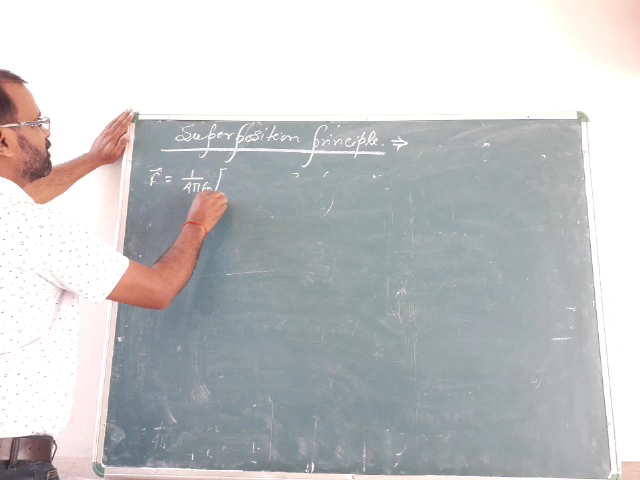 Superposition principle. ⇒
F⃗ = 1/4πε₀ [